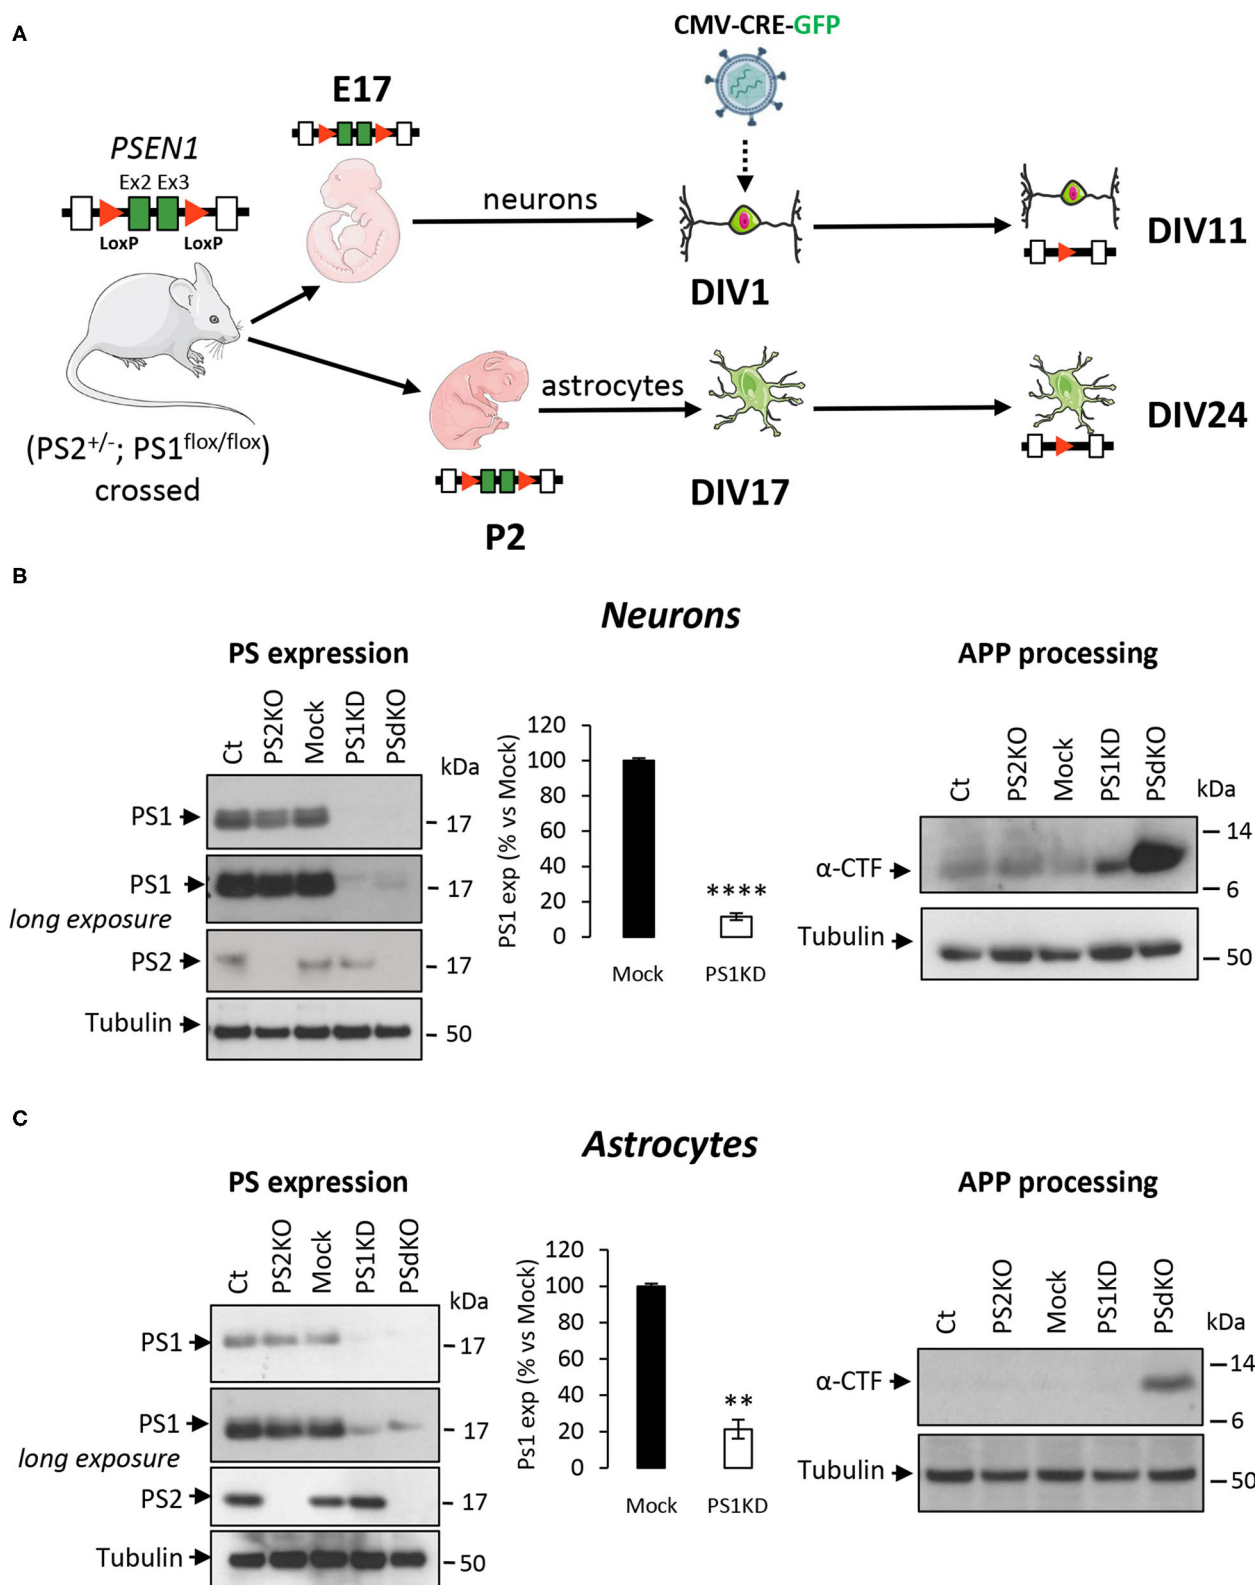 A
CMV-CRE-GFP
E17
PSEN1
Ex2 Ex3
LoxP LoxP
neurons
DIV1
DIV11
(PS2+/-; PS1flox/flox)
crossed
astrocytes
P2
DIV17
DIV24
B
Neurons
PS expression
Ct PS2KO Mock PS1KD PSdKO
kDa
PS1 - 17
PS1 - 17
long exposure
PS2 - 17
Tubulin - 50
PS1 exp (% vs Mock)
120
100
80
60
40
20
0
****
Mock PS1KD
APP processing
Ct PS2KO Mock PS1KD PSdKO
kDa
- 14
α-CTF
- 6
Tubulin
- 50
C
Astrocytes
PS expression
Ct PS2KO Mock PS1KD PSdKO
kDa
PS1 - 17
PS1 - 17
long exposure
PS2 - 17
Tubulin - 50
Ps1 exp (% vs Mock)
120
100
80
60
40
20
0
**
Mock PS1KD
APP processing
Ct PS2KO Mock PS1KD PSdKO
kDa
- 14
α-CTF
- 6
Tubulin
- 50